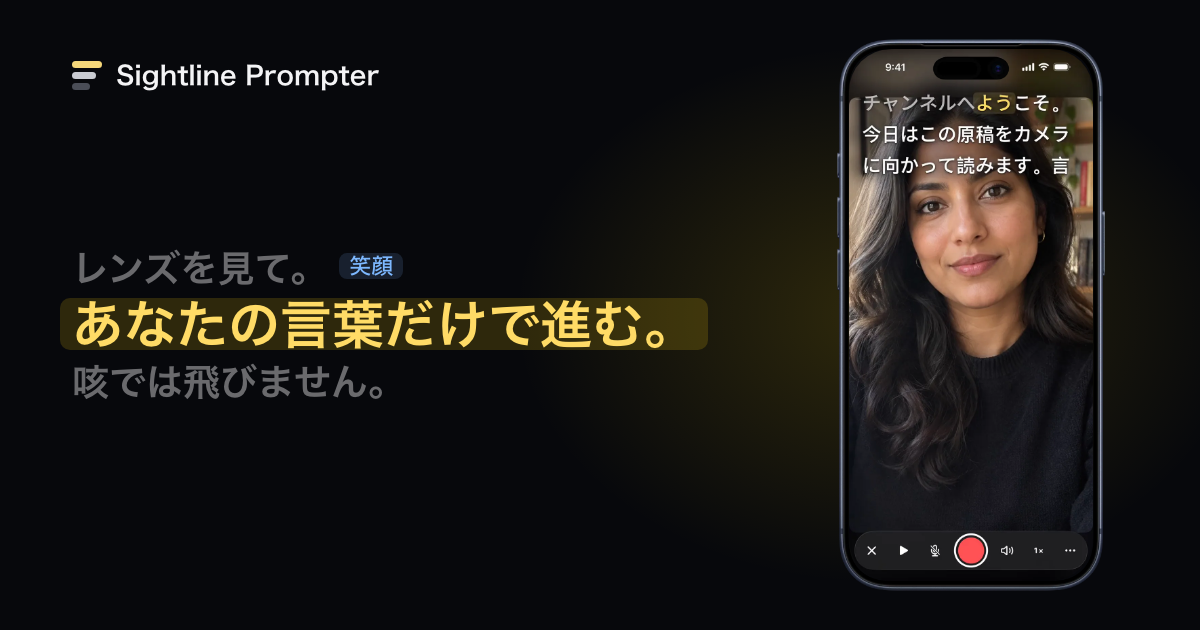 Sightline Prompter
レンズを見て。 笑顔
あなたの言葉だけで進む。
咳では飛びません。
9:41
チャンネルへようこそ。
今日はこの原稿をカメラ
に向かって読みます。言
1×